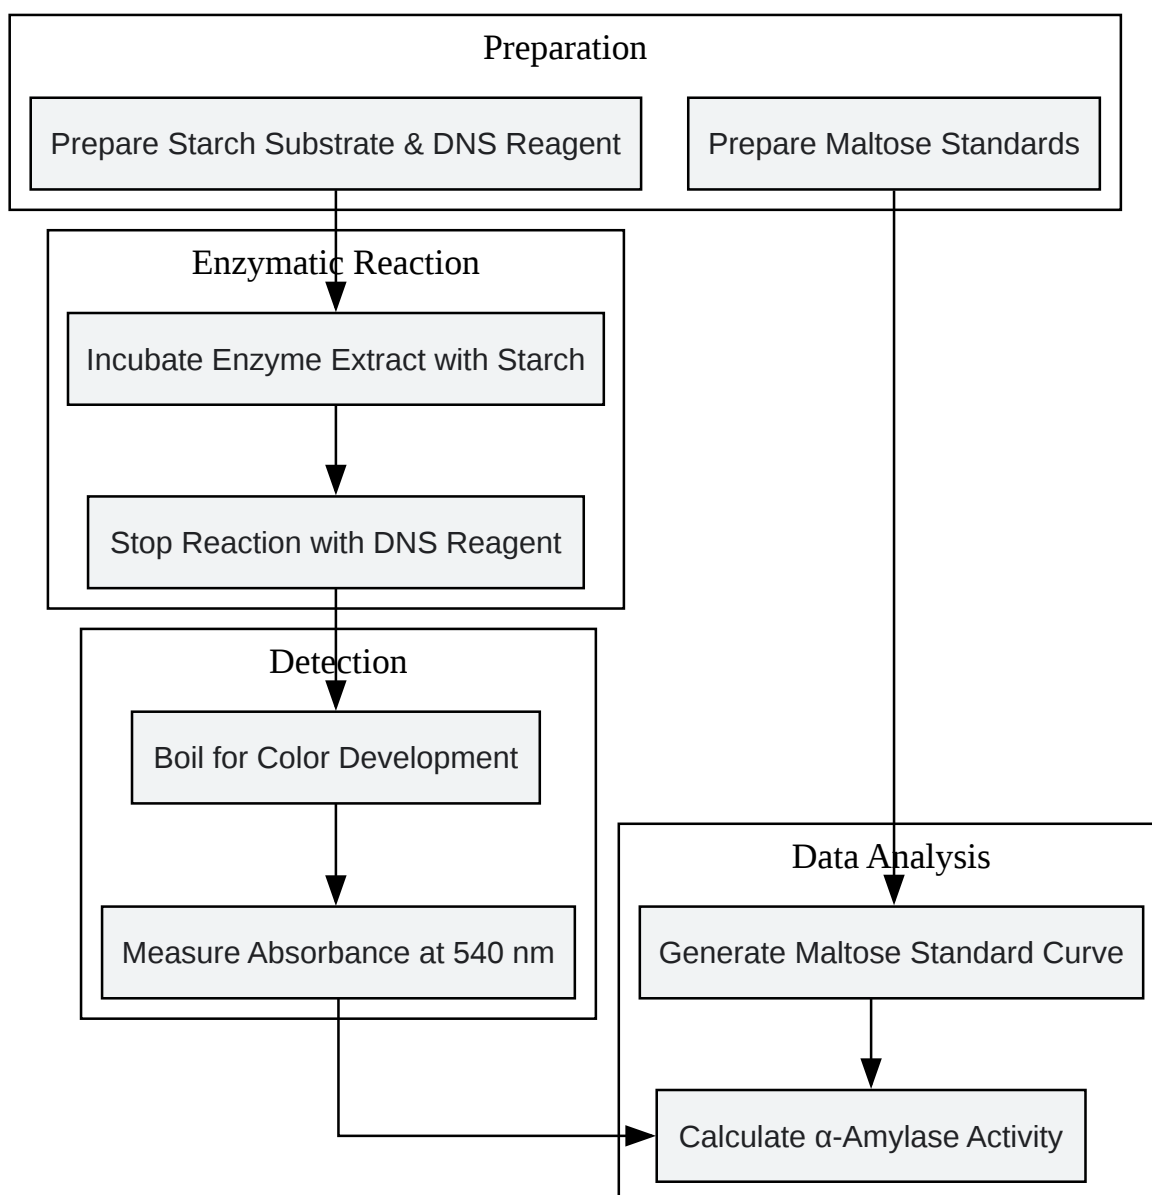 Preparation
Prepare Starch Substrate & DNS Reagent
Prepare Maltose Standards
Enzymatic Reaction
Incubate Enzyme Extract with Starch
Stop Reaction with DNS Reagent
Detection
Boil for Color Development
Measure Absorbance at 540 nm
Data Analysis
Generate Maltose Standard Curve
Calculate α-Amylase Activity